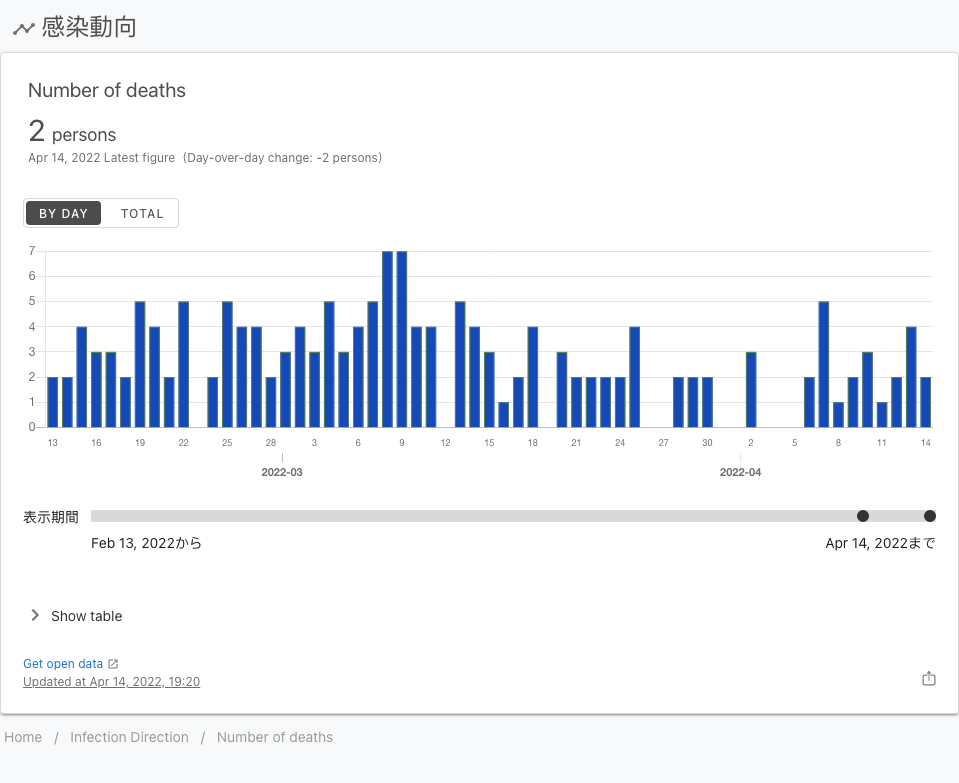 感染動向
Number of deaths
2 persons
Apr 14, 2022 Latest figure (Day-over-day change: -2 persons)
BY DAY TOTAL
7
6
5
4
3
2
1
0
13 16 19 22 25 28 3 6 9 12 15 18 21 24 27 30 2 5 8 11 14
2022-03 2022-04
表示期間
Feb 13, 2022から Apr 14, 2022まで
Show table
Get open data
Updated at Apr 14, 2022, 19:20
Home / Infection Direction / Number of deaths